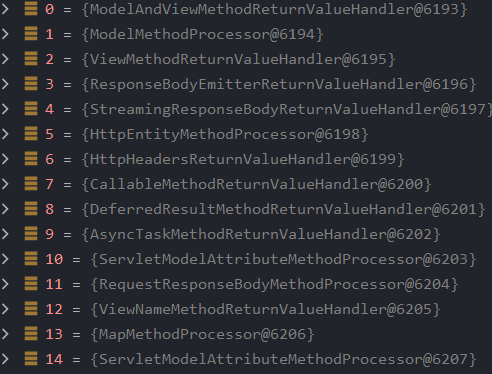 0 = {ModelAndViewMethodReturnValueHandler@6193}
1 = {ModelMethodProcessor@6194}
2 = {ViewMethodReturnValueHandler@6195}
3 = {ResponseBodyEmitterReturnValueHandler@6196}
4 = {StreamingResponseBodyReturnValueHandler@6197}
5 = {HttpEntityMethodProcessor@6198}
6 = {HttpHeadersReturnValueHandler@6199}
7 = {CallableMethodReturnValueHandler@6200}
8 = {DeferredResultMethodReturnValueHandler@6201}
9 = {AsyncTaskMethodReturnValueHandler@6202}
10 = {ServletModelAttributeMethodProcessor@6203}
11 = {RequestResponseBodyMethodProcessor@6204}
12 = {ViewNameMethodReturnValueHandler@6205}
13 = {MapMethodProcessor@6206}
14 = {ServletModelAttributeMethodProcessor@6207}